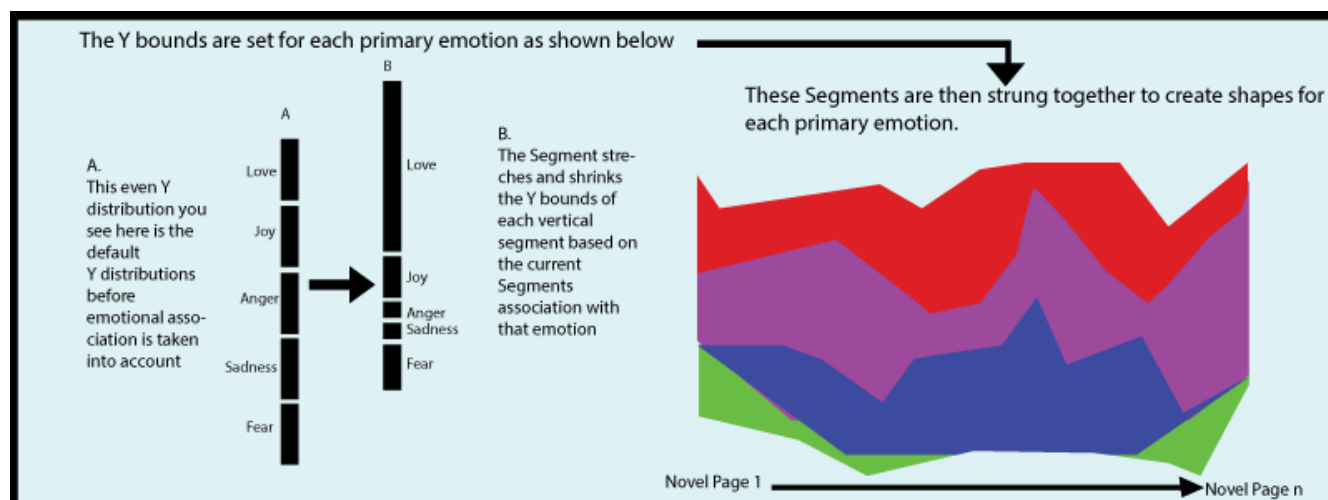 The Y bounds are set for each primary emotion as shown below
These Segments are then strung together to create shapes for
each primary emotion.
A
Love
Joy
Anger
Sadness
Fear
B
Love
Joy
Anger
Sadness
Fear
A.
This even Y
distribution you
see here is the
default
Y distributions
before
emotional asso-
ciation is taken
into account
B.
The Segment stre-
ches and shrinks
the Y bounds of
each vertical
segment based on
the current
Segments
association with
that emotion
Novel Page 1
Novel Page n